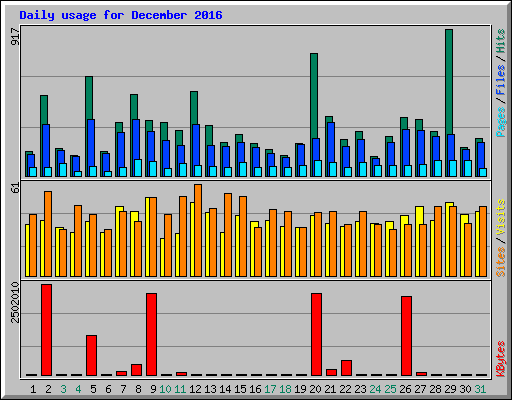 Daily usage for December 2016
917
Pages / Files / Hits
61
Sites / Visits
2502010
KBytes
1 2 3 4 5 6 7 8 9 10 11 12 13 14 15 16 17 18 19 20 21 22 23 24 25 26 27 28 29 30 31